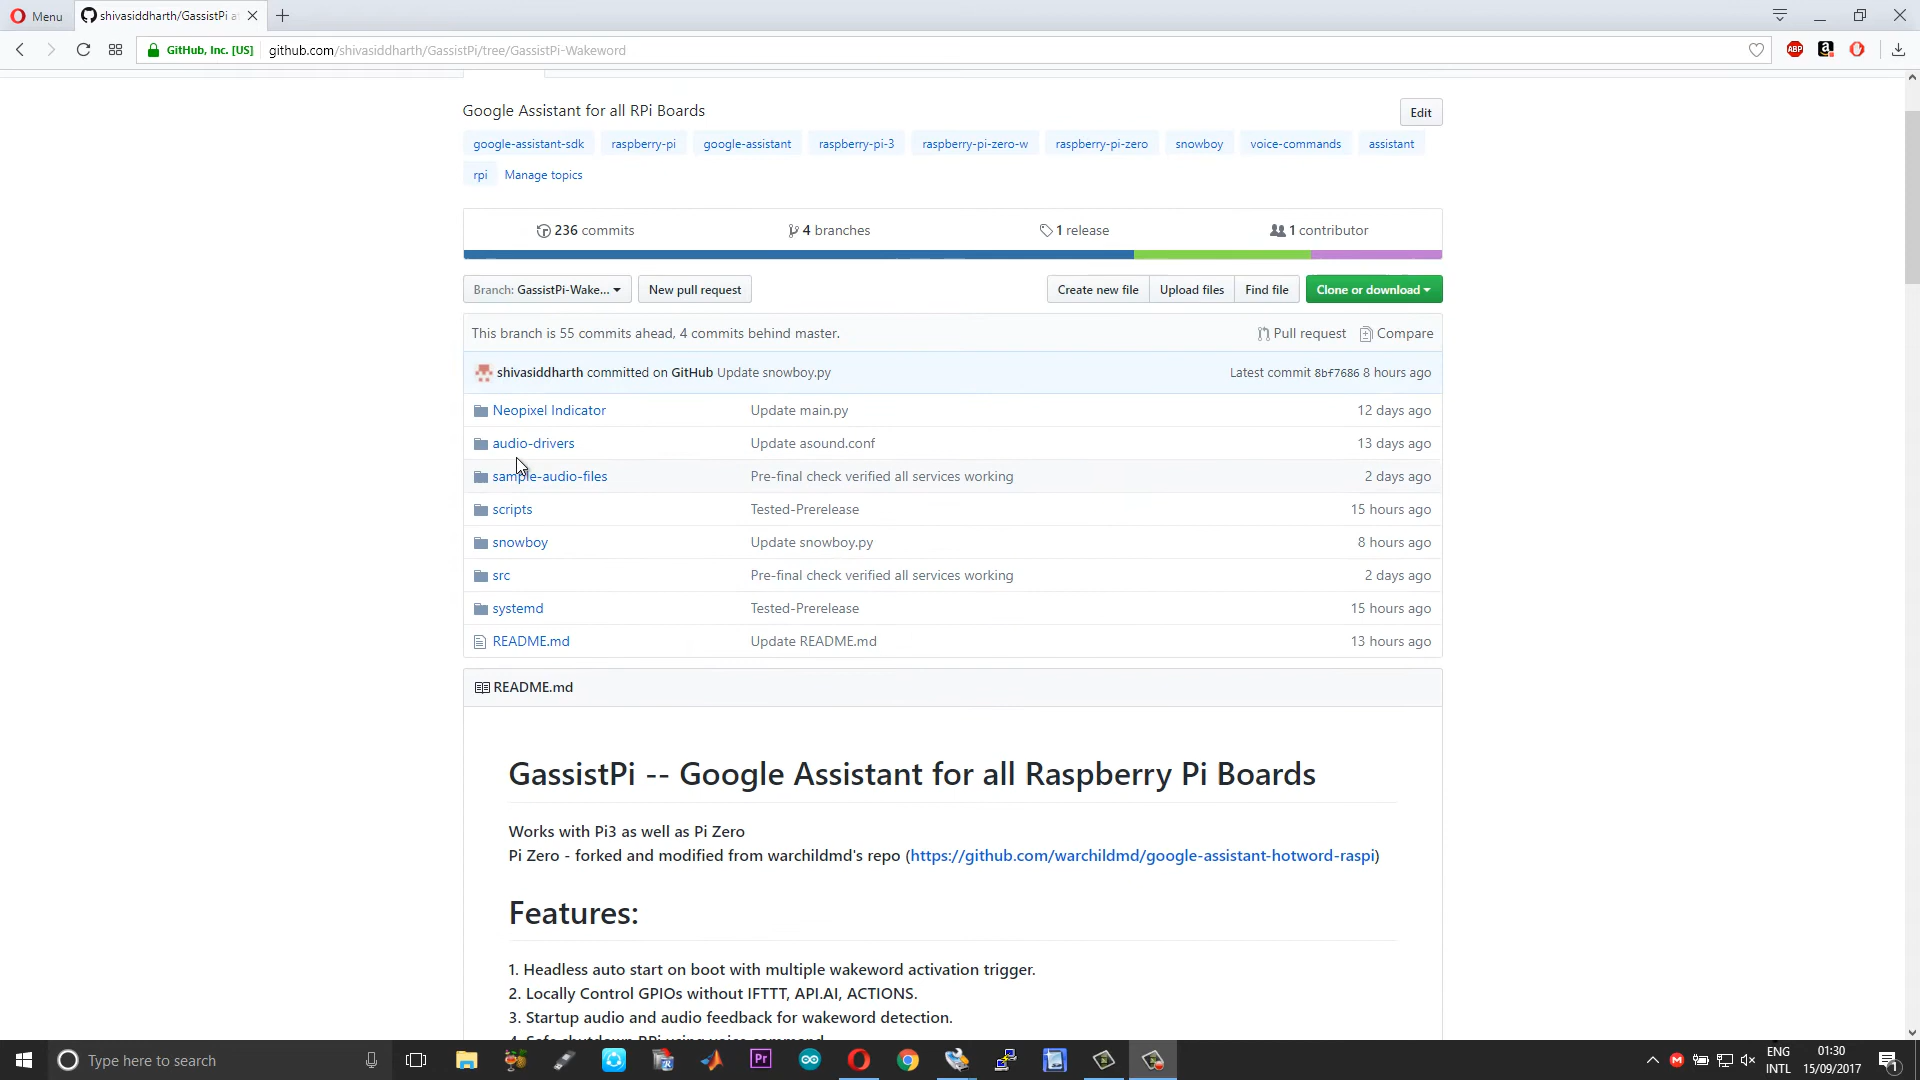 Menu
shivasiddharth/GassistPi a
GitHub, Inc. [US]
github.com/shivasiddharth/GassistPi/tree/GassistPi-Wakeword
ABP
a
Google Assistant for all RPi Boards
Edit
google-assistant-sdk raspberry-pi google-assistant raspberry-pi-3 raspberry-pi-zero-w raspberry-pi-zero snowboy voice-commands assistant
rpi Manage topics
236 commits 4 branches 1 release 1 contributor
Branch: GassistPi-Wake... New pull request Create new file Upload files Find file Clone or download
This branch is 55 commits ahead, 4 commits behind master. Pull request Compare
shivasiddharth committed on GitHub Update snowboy.py Latest commit 8bf7686 8 hours ago
Neopixel Indicator Update main.py 12 days ago
audio-drivers Update asound.conf 13 days ago
sample-audio-files Pre-final check verified all services working 2 days ago
scripts Tested-Prerelease 15 hours ago
snowboy Update snowboy.py 8 hours ago
src Pre-final check verified all services working 2 days ago
systemd Tested-Prerelease 15 hours ago
README.md Update README.md 13 hours ago
README.md
GassistPi -- Google Assistant for all Raspberry Pi Boards
Works with Pi3 as well as Pi Zero
Pi Zero - forked and modified from warchildmd's repo (https://github.com/warchildmd/google-assistant-hotword-raspi)
Features:
1. Headless auto start on boot with multiple wakeword activation trigger.
2. Locally Control GPIOs without IFTTT, API.AI, ACTIONS.
3. Startup audio and audio feedback for wakeword detection.
4. Safe shutdown RPi using voice command.
Type here to search
Pr
ENG
INTL
01:30
15/09/2017
1